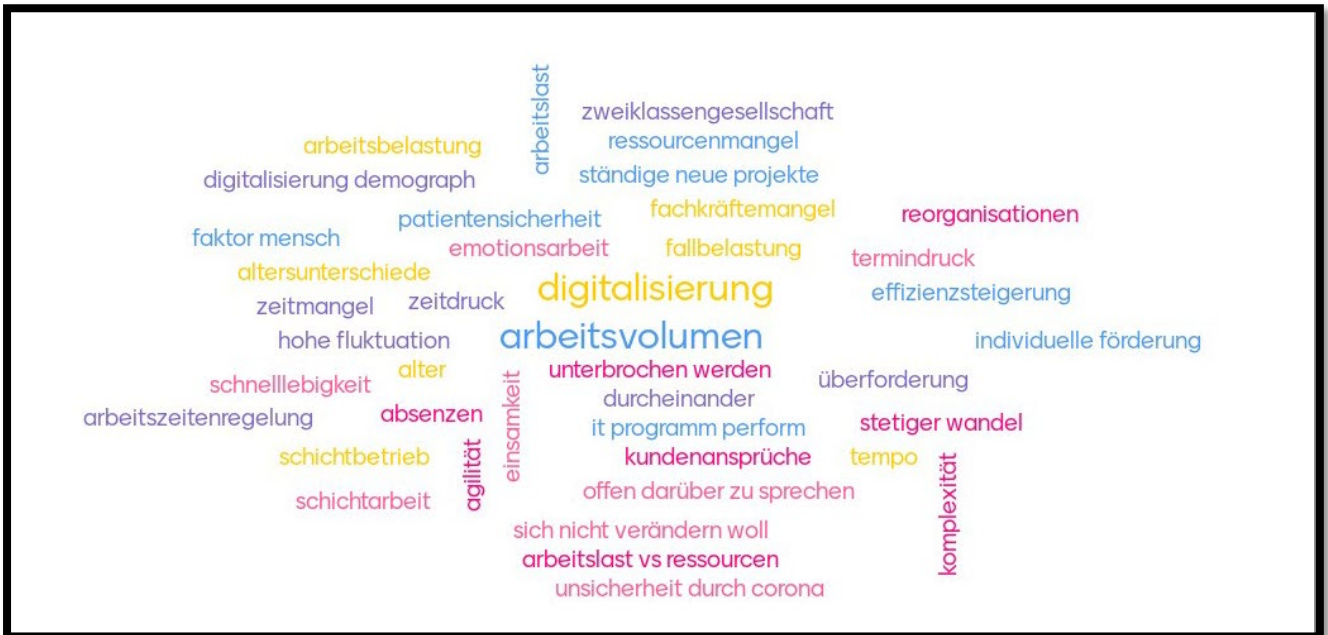 arbeitslast
zweiklassengesellschaft
arbeitsbelastung
ressourcenmangel
digitalisierung demograph
ständige neue projekte
patientensicherheit
fachkräftemangel
reorganisationen
faktor mensch
emotionsarbeit
fallbelastung
termindruck
altersunterschiede
digitalisierung
effizienzsteigerung
zeitmangel
zeitdruck
hohe fluktuation
arbeitsvolumen
individuelle förderung
schnelllebigkeit
alter
unterbrochen werden
überforderung
einsamkeit
durcheinander
arbeitszeitenregelung
absenzen
it programm perform
stetiger wandel
schichtbetrieb
agilität
kundenansprüche
tempo
schichtarbeit
offen darüber zu sprechen
komplexität
sich nicht verändern woll
arbeitslast vs ressourcen
unsicherheit durch corona